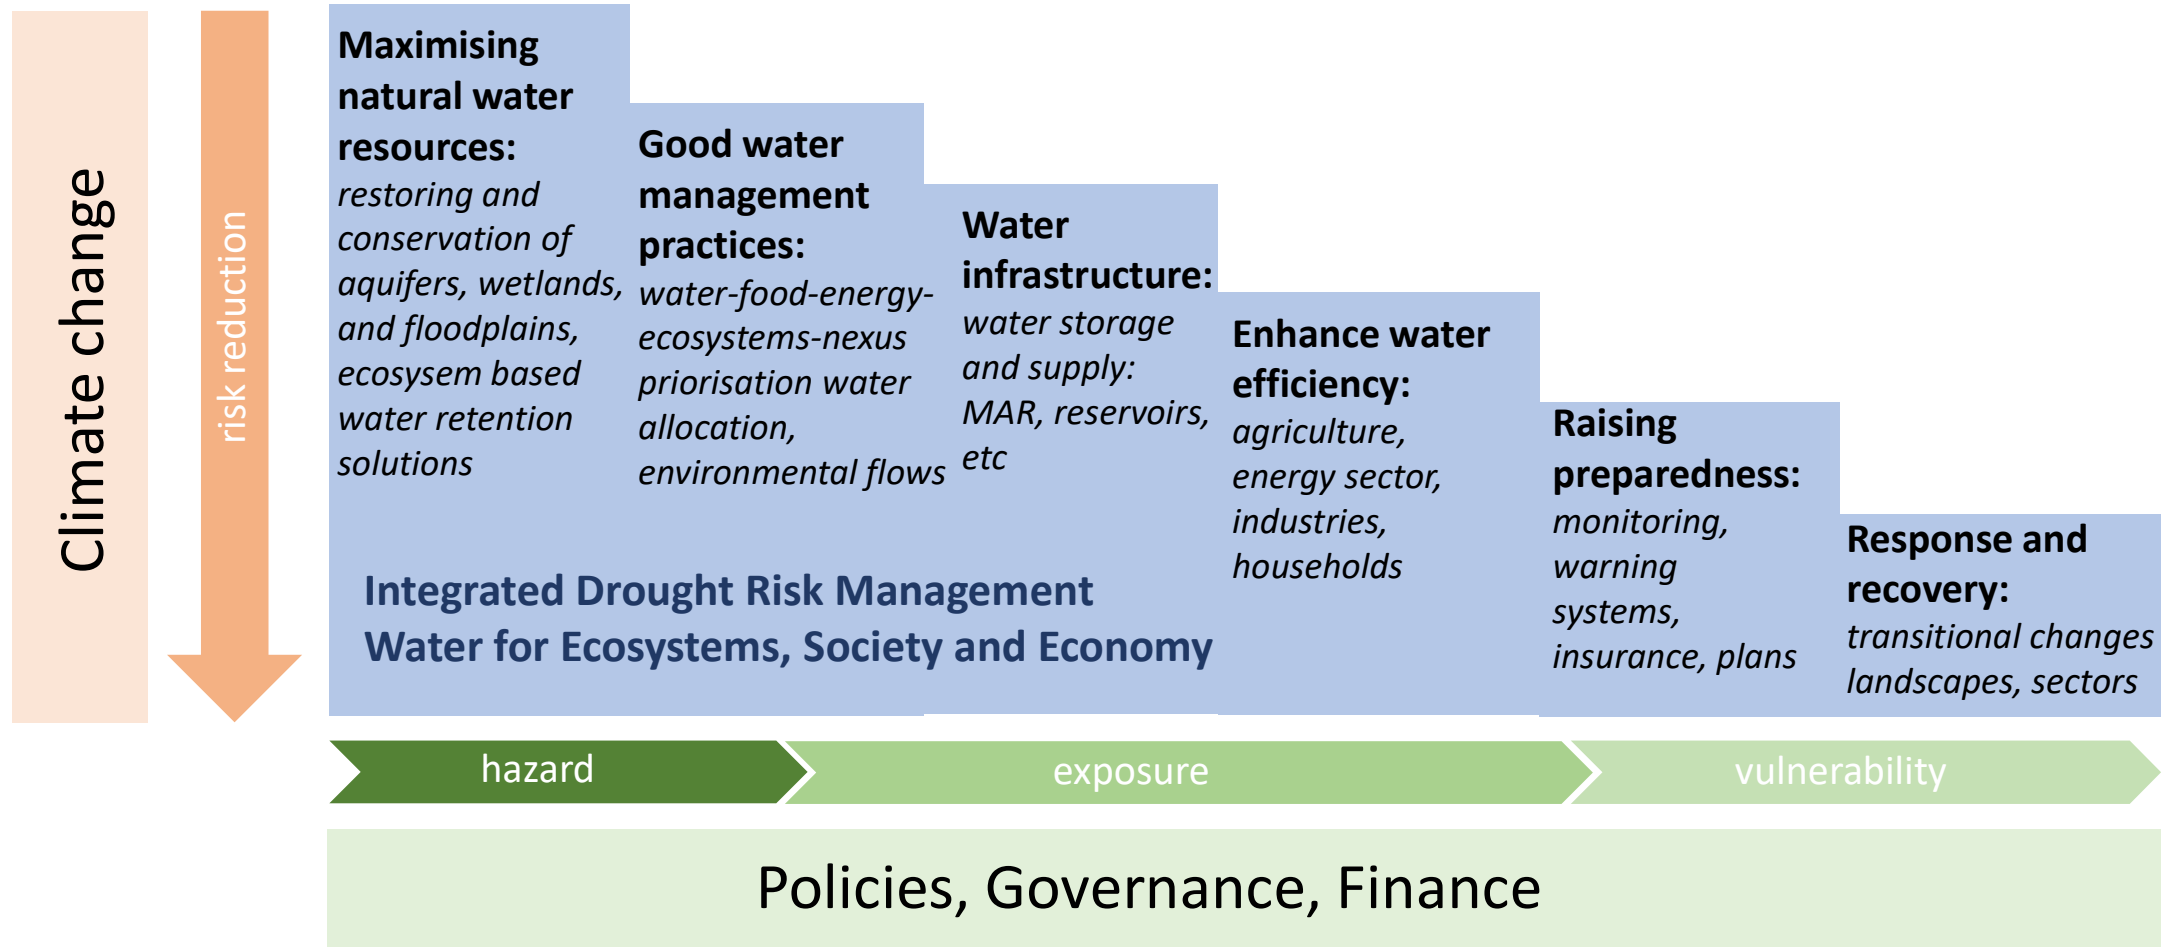 Climate change
risk reduction
Maximising
natural water
resources:
restoring and
conservation of
aquifers, wetlands,
and floodplains,
ecosysem based
water retention
solutions
Good water
management
practices:
water-food-energy-
ecosystems-nexus
priorisation water
allocation,
environmental flows
Water
infrastructure:
water storage
and supply:
MAR, reservoirs,
etc
Enhance water
efficiency:
agriculture,
energy sector,
industries,
households
Raising
preparedness:
monitoring,
warning
systems,
insurance, plans
Response and
recovery:
transitional changes
landscapes, sectors
Integrated Drought Risk Management
Water for Ecosystems, Society and Economy
hazard
exposure
vulnerability
Policies, Governance, Finance